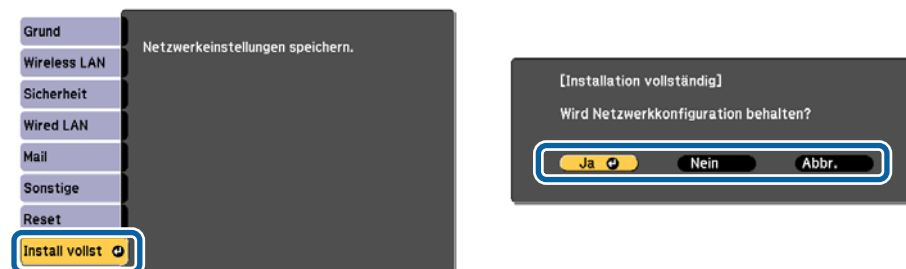 Grund
Wireless LAN
Sicherheit
Wired LAN
Mail
Sonstige
Reset
Install vollst
Netzwerkeinstellungen speichern.
[Installation vollständig]
Wird Netzwerkkonfiguration behalten?
Ja Nein Abbr.